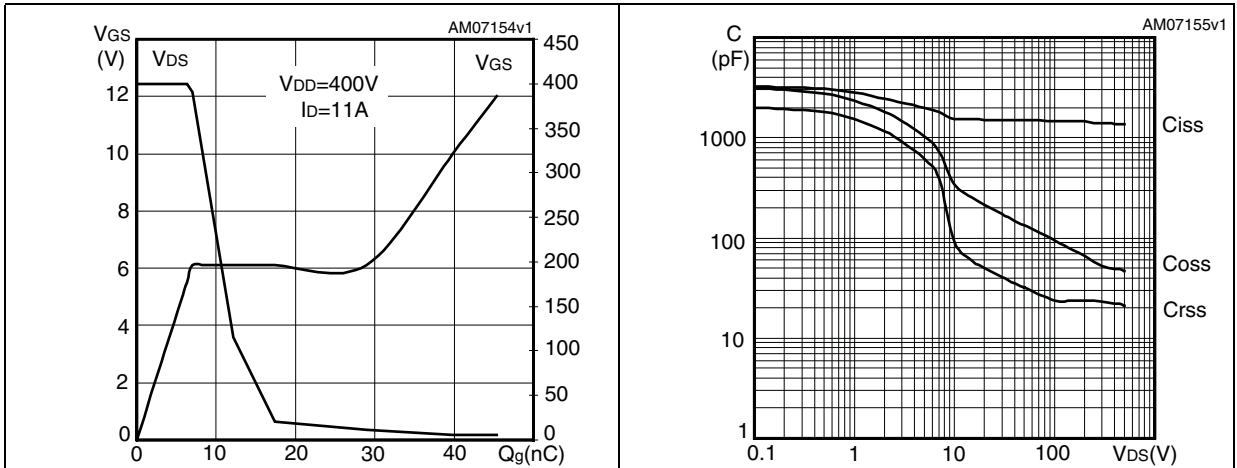 AM07154v1
VGS
(V)
VDS
VGS
VDD=400V
ID=11A
12
10
8
6
4
2
0
450
400
350
300
250
200
150
100
50
0
0
10
20
30
40
Qg(nC)
AM07155v1
C
(pF)
1000
100
10
1
0.1
1
10
100
VDS(V)
Ciss
Coss
Crss